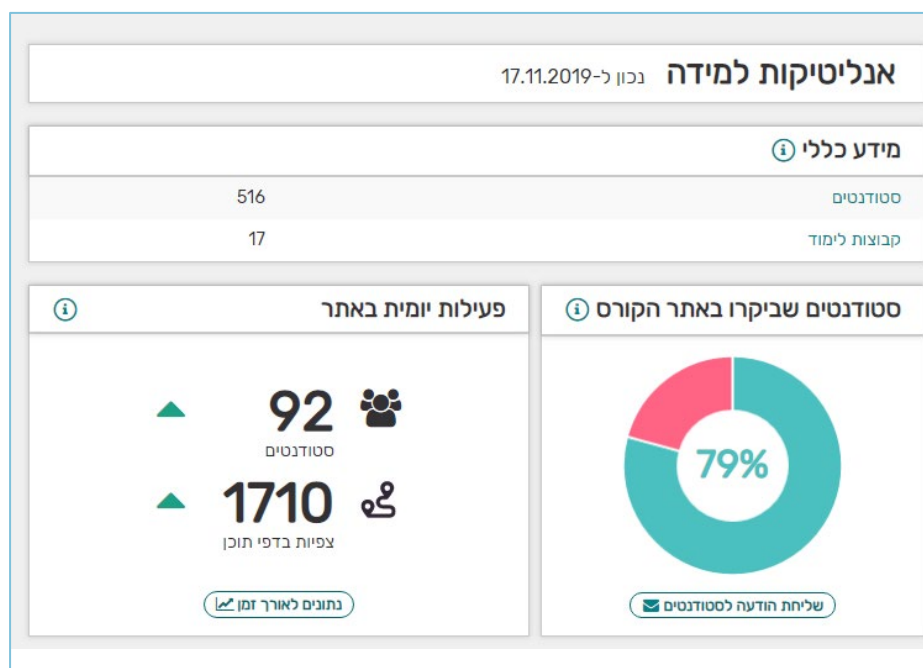 אנליטיקות למידה נכון ל-17.11.2019
מידע כללי
סטודנטים 516
קבוצות לימוד 17
סטודנטים שביקרו באתר הקורס
79%
שליחת הודעה לסטודנטים
פעילות יומית באתר
92
סטודנטים
1710
צפיות בדפי תוכן
נתונים לאורך זמן